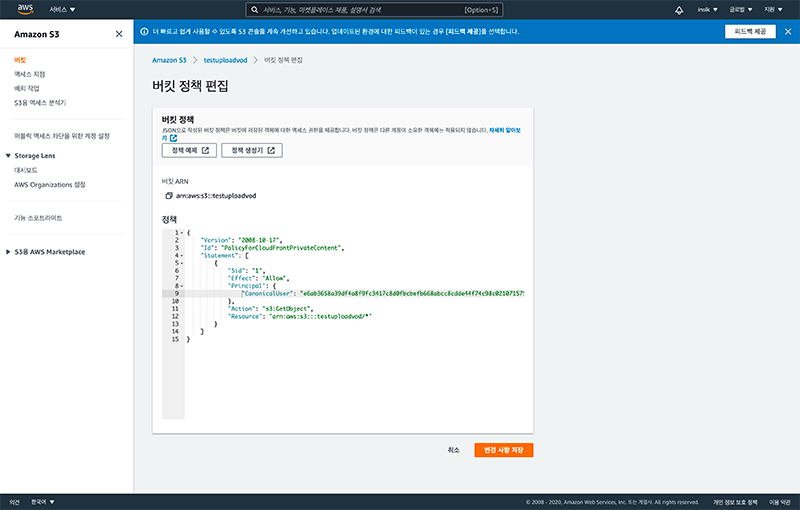 aws 서비스 ▼ 서비스, 기능, 마켓플레이스 제품, 설명서 검색 [Option+S] insik ▼ 글로벌 ▼ 지원 ▼
Amazon S3 ✕
더 빠르고 쉽게 사용할 수 있도록 S3 콘솔을 계속 개선하고 있습니다. 업데이트된 환경에 대한 피드백이 있는 경우 [피드백 제공]을 선택합니다. 피드백 제공 ✕
버킷
액세스 지점
배치 작업
S3용 액세스 분석기
퍼블릭 액세스 차단을 위한 계정 설정
▼ Storage Lens
대시보드
AWS Organizations 설정
기능 스포트라이트
▶ S3용 AWS Marketplace
Amazon S3 > testuploadvod > 버킷 정책 편집
버킷 정책 편집
버킷 정책
JSON으로 작성된 버킷 정책은 버킷에 저장된 객체에 대한 액세스 권한을 제공합니다. 버킷 정책은 다른 계정이 소유한 객체에는 적용되지 않습니다. 자세히 알아보
기
정책 예제 정책 생성기
버킷 ARN
arn:aws:s3:::testuploadvod
정책
1 {
2 "Version": "2008-10-17",
3 "Id": "PolicyForCloudFrontPrivateContent",
4 "Statement": [
5 {
6 "Sid": "1",
7 "Effect": "Allow",
8 "Principal": {
9 "CanonicalUser":
10 },
11 "Action": "s3:GetObject",
12 "Resource": "arn:aws:s3:::testuploadvod/*"
13 }
14 ]
15 }
취소 변경 사항 저장
의견 한국어 ▼ © 2008 - 2020, Amazon Web Services, Inc. 또는 계열사. All rights reserved. 개인 정보 보호 정책 이용 약관